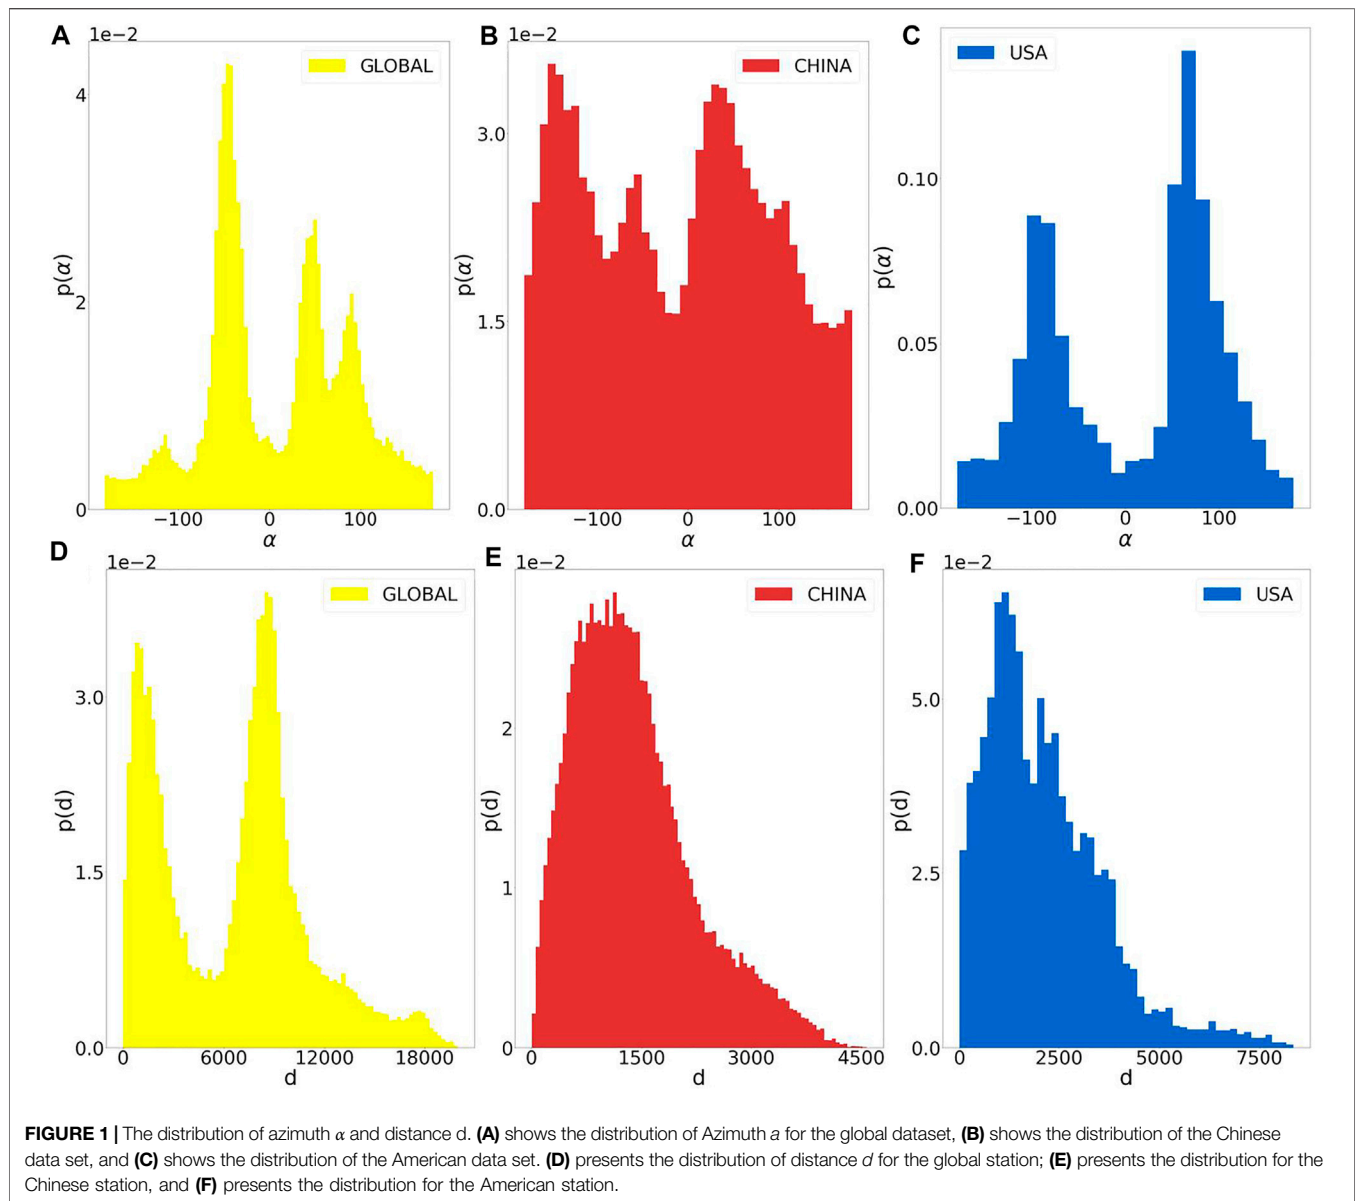 A
1e−2
GLOBAL
4
2
0
p(α)
−100
0
100
α
B
1e−2
CHINA
3.0
1.5
0.0
p(α)
−100
0
100
α
C
USA
0.10
0.05
0.00
p(α)
−100
0
100
α
D
1e−2
GLOBAL
3.0
1.5
0.0
p(d)
0
6000
12000
18000
d
E
1e−2
CHINA
2
1
0
p(d)
0
1500
3000
4500
d
F
1e−2
USA
5.0
2.5
0.0
p(d)
0
2500
5000
7500
d
FIGURE 1 | The distribution of azimuth α and distance d. (A) shows the distribution of Azimuth a for the global dataset, (B) shows the distribution of the Chinese
data set, and (C) shows the distribution of the American data set. (D) presents the distribution of distance d for the global station; (E) presents the distribution for the
Chinese station, and (F) presents the distribution for the American station.